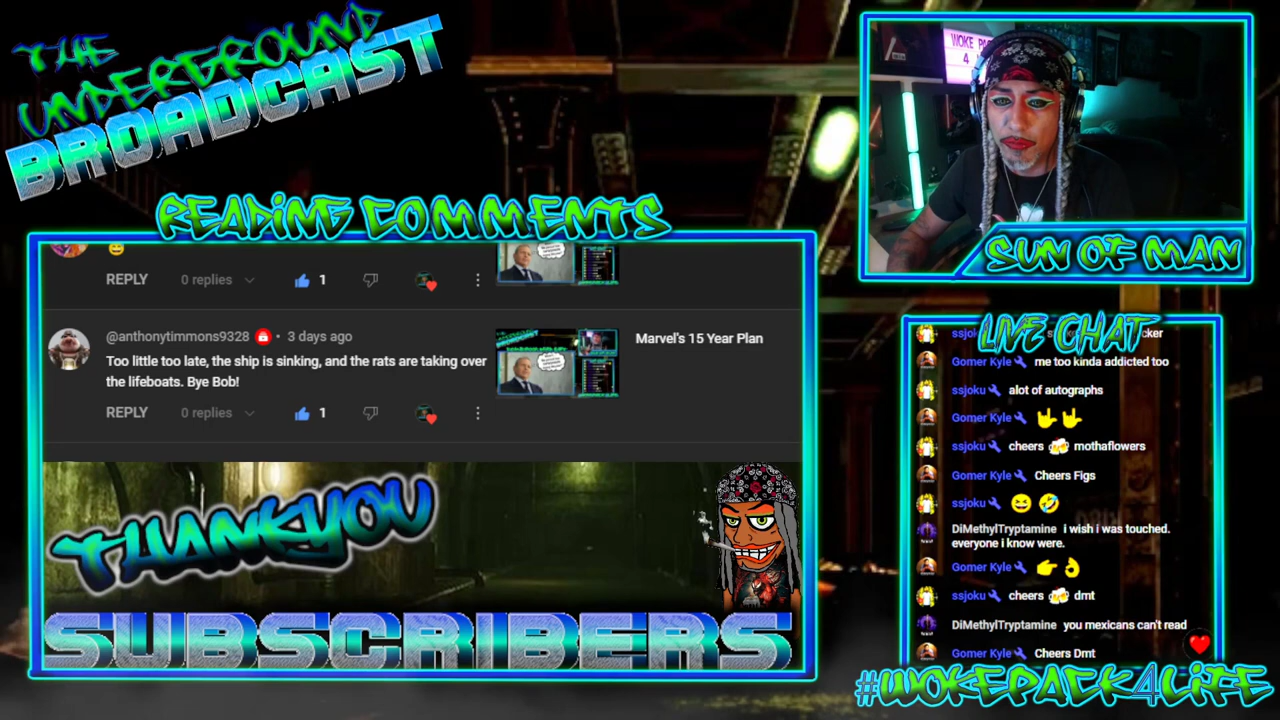 THE
UNDERGROUND
BROADCAST
WOKE PAC
4
READING COMMENTS
REPLY 0 replies 1
@anthonytimmons9328 • 3 days ago
Too little too late, the ship is sinking, and the rats are taking over
the lifeboats. Bye Bob!
Marvel's 15 Year Plan
REPLY 0 replies 1
THANKYOU
SUBSCRIBERS
SUN OF MAN
LIVE CHAT
ssjoku
Gomer Kyle me too kinda addicted too
ssjoku alot of autographs
Gomer Kyle 🤟 🤟
ssjoku cheers 🍻 mothaflowers
Gomer Kyle Cheers Figs
ssjoku 😆 🤣
DiMethylTryptamine i wish i was touched.
everyone i know were.
Gomer Kyle 👉 👌
ssjoku cheers 🍻 dmt
DiMethylTryptamine you mexicans can't read
Gomer Kyle Cheers Dmt
#WOKEPACK4LIFE